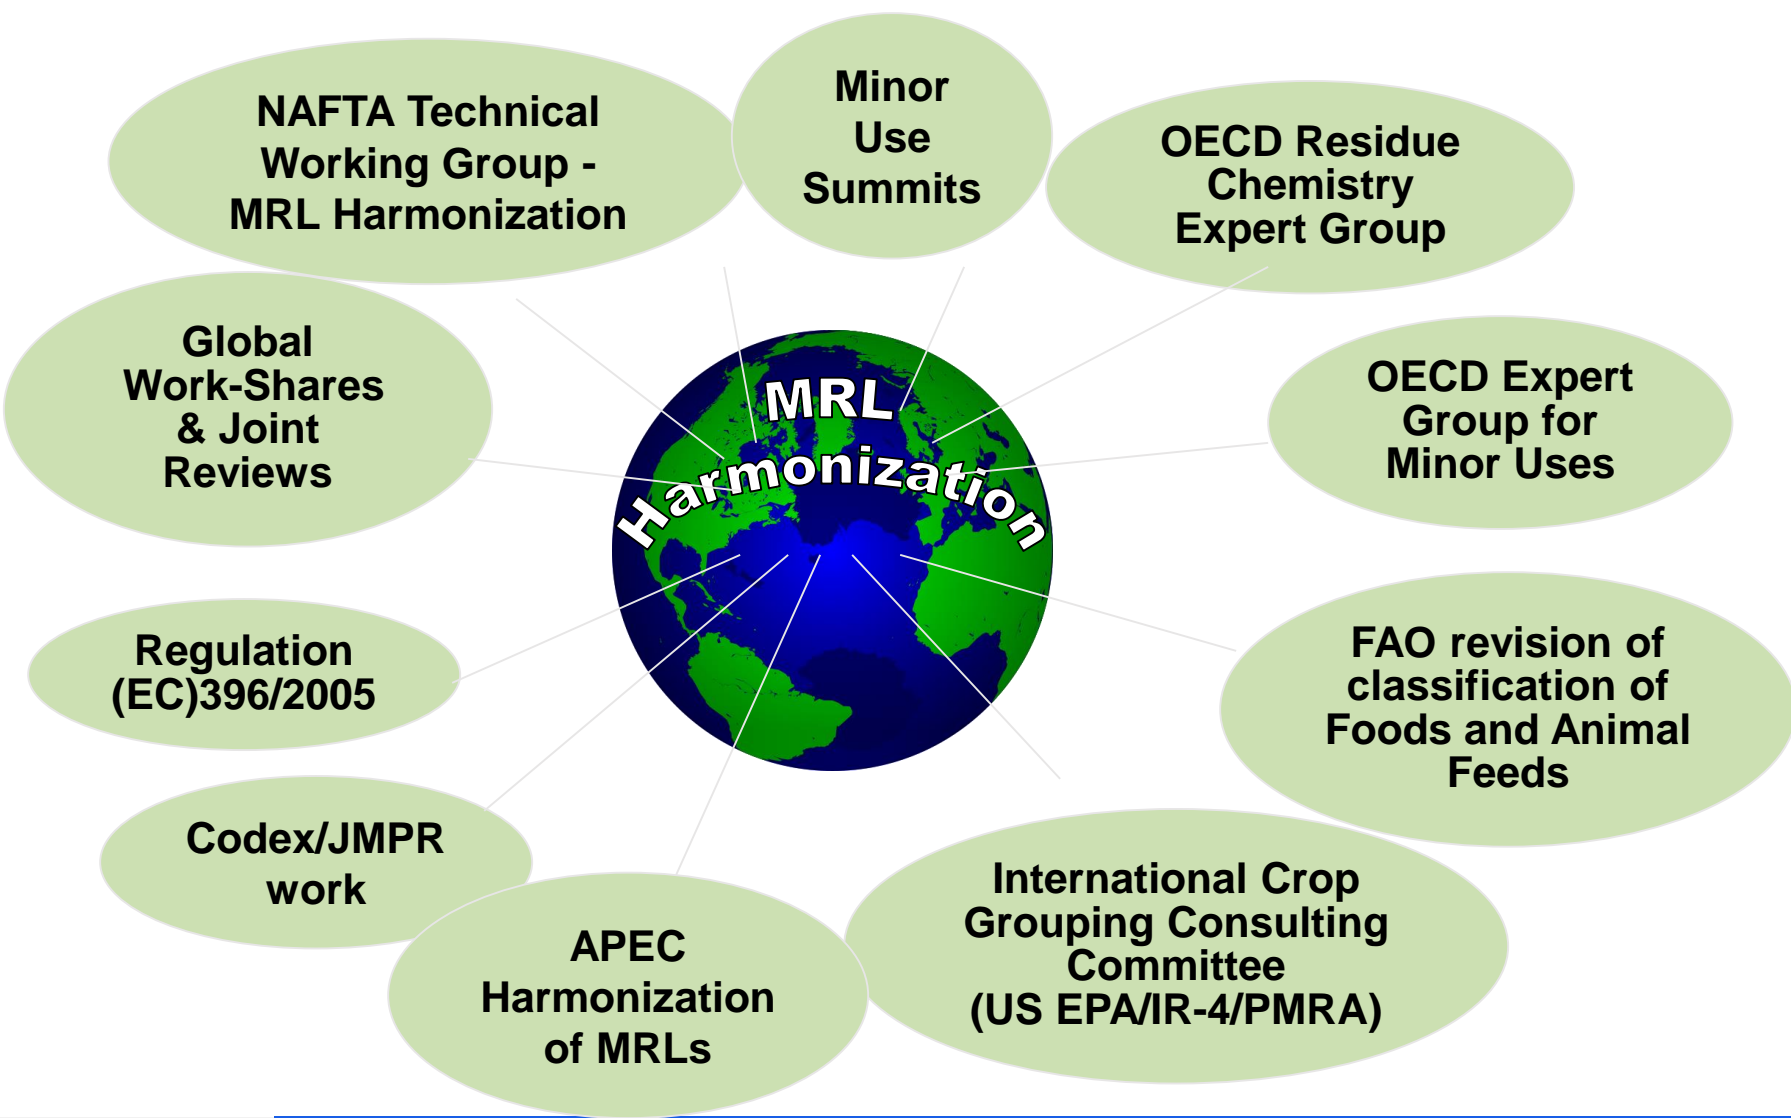 NAFTA Technical
Working Group -
MRL Harmonization
Minor
Use
Summits
OECD Residue
Chemistry
Expert Group
Global
Work-Shares
& Joint
Reviews
MRL
Harmonization
OECD Expert
Group for
Minor Uses
Regulation
(EC)396/2005
FAO revision of
classification of
Foods and Animal
Feeds
Codex/JMPR
work
APEC
Harmonization
of MRLs
International Crop
Grouping Consulting
Committee
(US EPA/IR-4/PMRA)